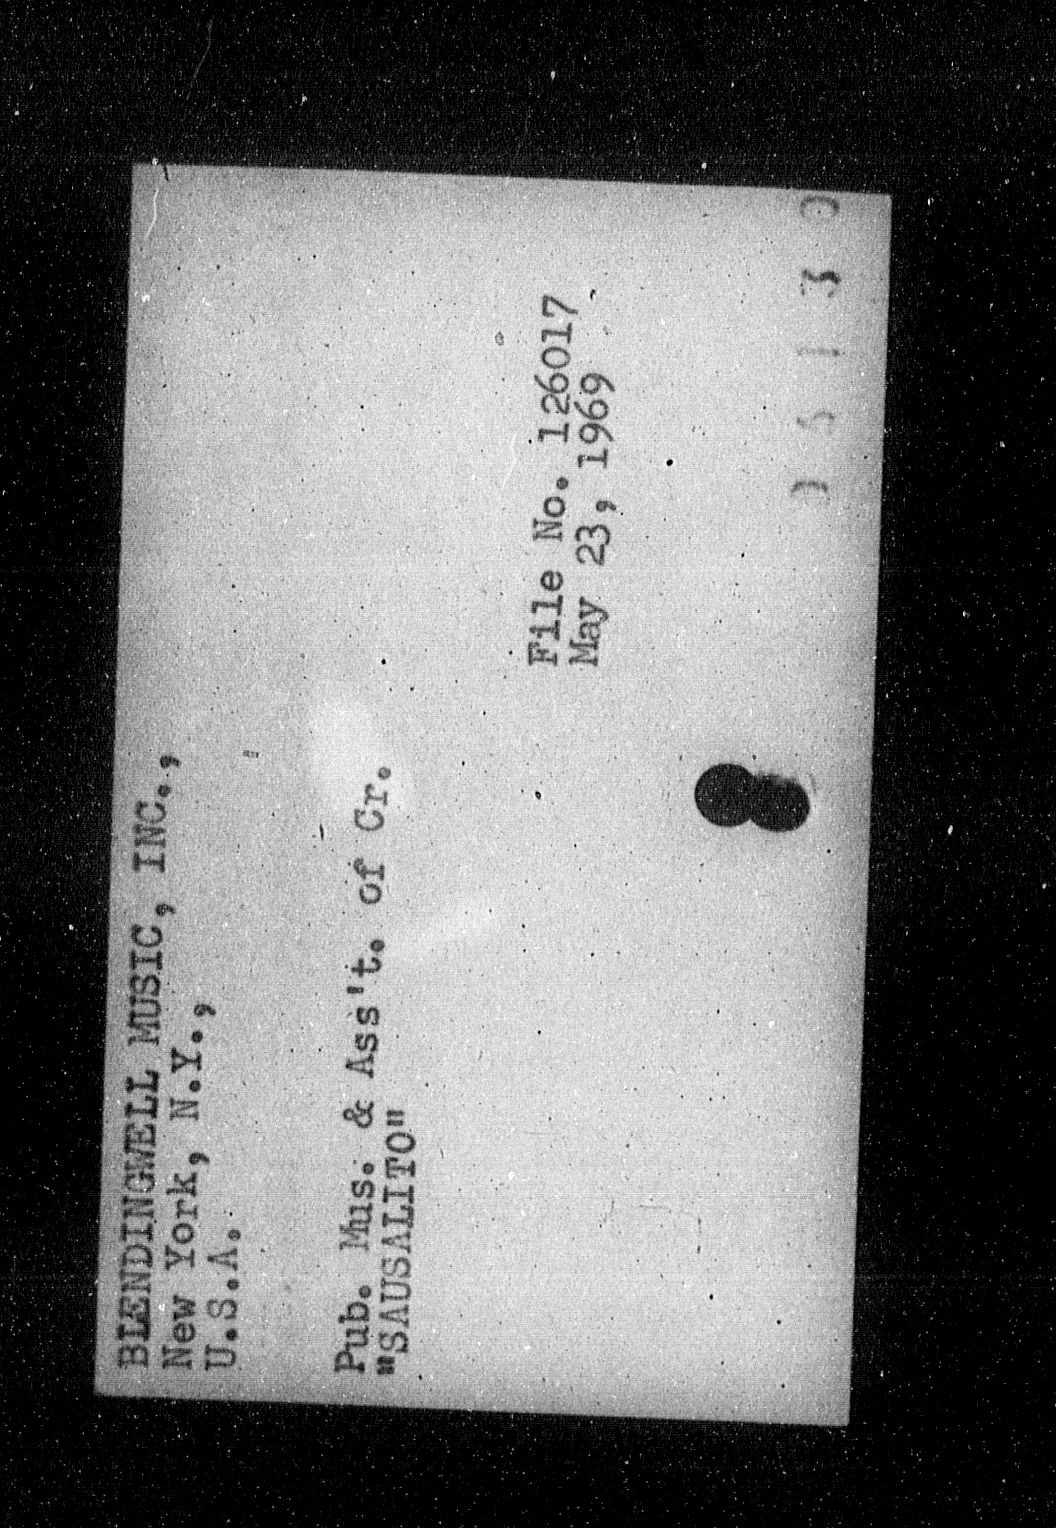 BLENDINGWELL MUSIC, INC.,
New York, N.Y.,
U.S.A.
Pub. Mus. & Ass't. of Cr.
"SAUSALITO"
File No. 126017
May 23, 1969